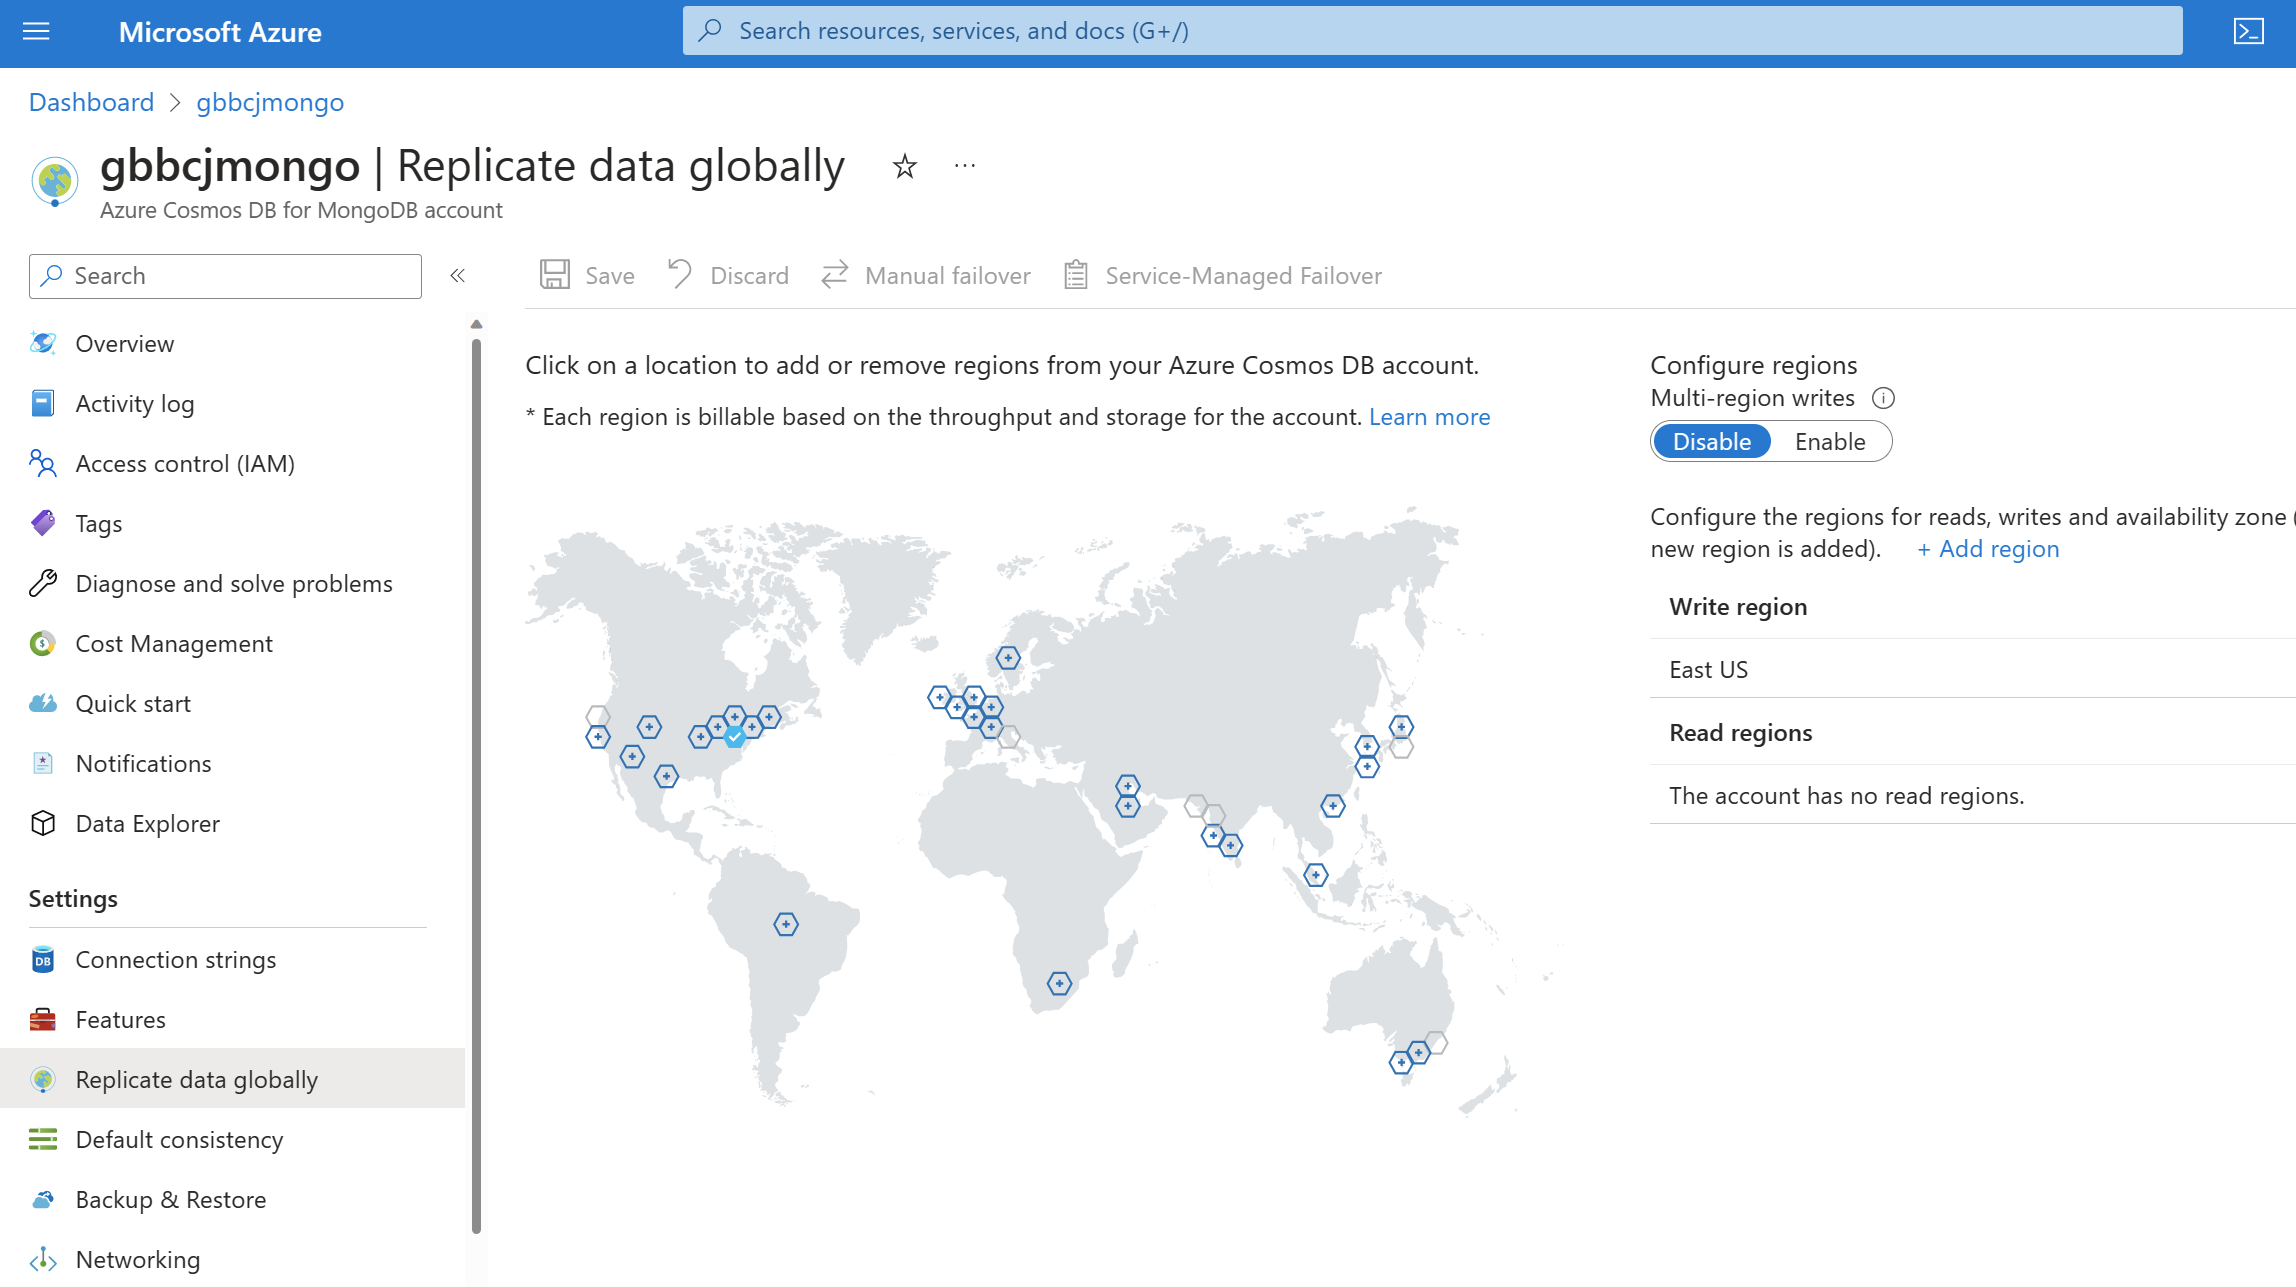 Microsoft Azure
Search resources, services, and docs (G+/)
Dashboard > gbbcjmongo
gbbcjmongo | Replicate data globally
Azure Cosmos DB for MongoDB account
Search
Save
Discard
Manual failover
Service-Managed Failover
Overview
Activity log
Access control (IAM)
Tags
Diagnose and solve problems
Cost Management
Quick start
Notifications
Data Explorer
Settings
DB
Connection strings
Features
Replicate data globally
Default consistency
Backup & Restore
Networking
Click on a location to add or remove regions from your Azure Cosmos DB account.
* Each region is billable based on the throughput and storage for the account. Learn more
Configure regions
Multi-region writes
Disable Enable
Configure the regions for reads, writes and availability zone (
new region is added). + Add region
Write region
East US
Read regions
The account has no read regions.